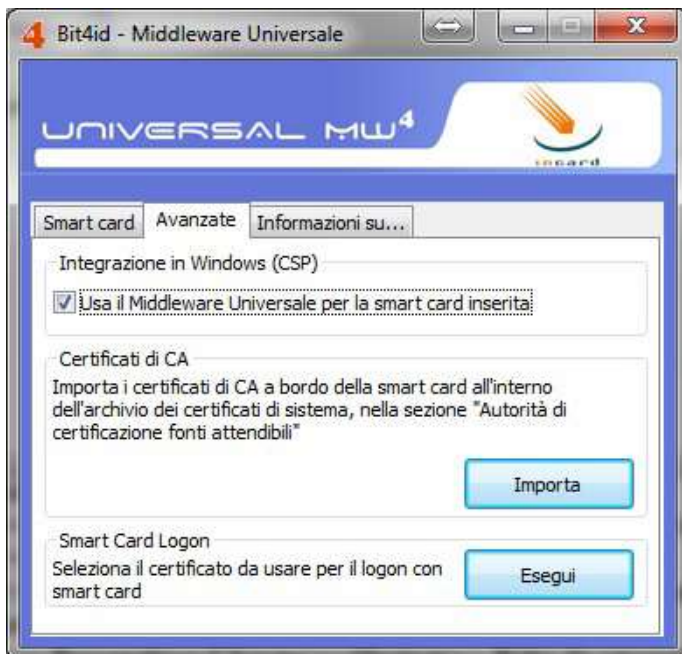 4 Bit4id - Middleware Universale
UNIVERSAL MW4
incard
Smart card Avanzate Informazioni su...
Integrazione in Windows (CSP)
Usa il Middleware Universale per la smart card inserita
Certificati di CA
Importa i certificati di CA a bordo della smart card all'interno
dell'archivio dei certificati di sistema, nella sezione "Autorità di
certificazione fonti attendibili"
Importa
Smart Card Logon
Seleziona il certificato da usare per il logon con
smart card
Esegui